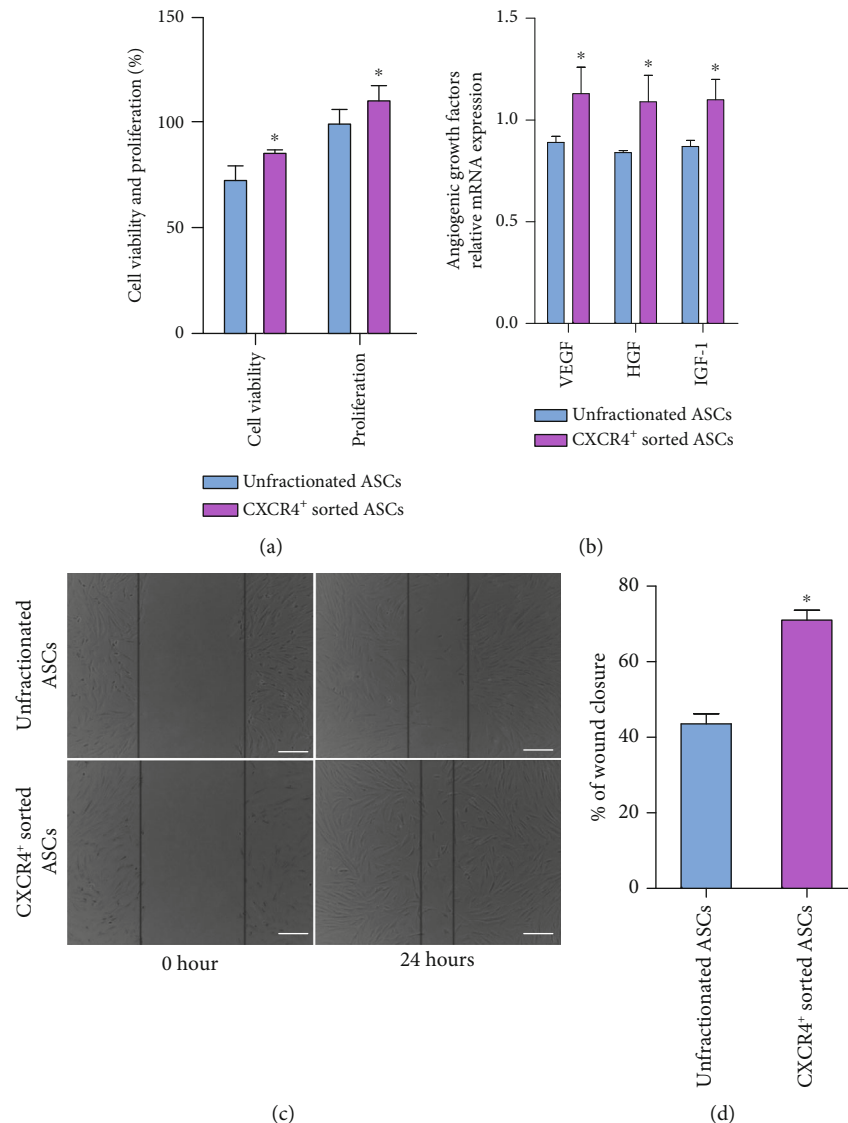 Cell viability and proliferation (%)
150
100
50
0
*
*
Cell viability
Proliferation
Unfractionated ASCs
CXCR4⁺ sorted ASCs
(a)
Angiogenic growth factors
relative mRNA expression
1.5
1.0
0.5
0.0
*
*
*
VEGF
HGF
IGF-1
Unfractionated ASCs
CXCR4⁺ sorted ASCs
(b)
Unfractionated
ASCs
CXCR4⁺ sorted
ASCs
0 hour
24 hours
(c)
% of wound closure
80
60
40
20
0
*
Unfractionated ASCs
CXCR4⁺ sorted ASCs
(d)